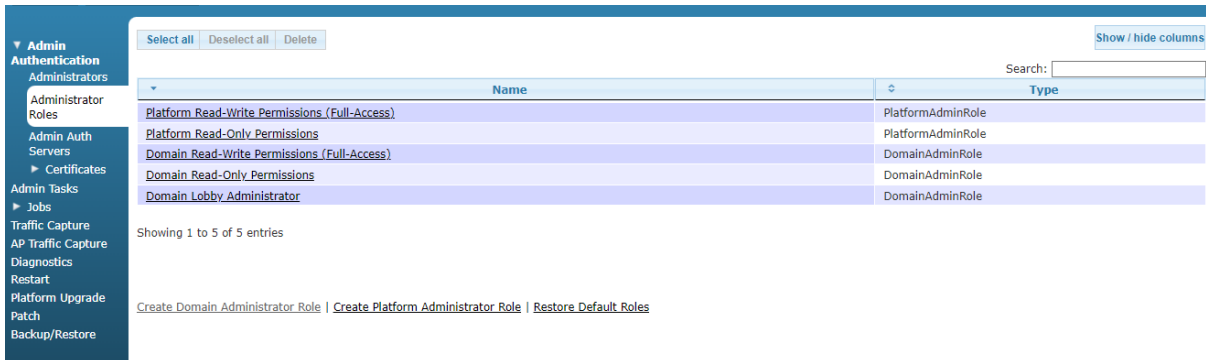 Admin
Authentication
Administrators
Administrator
Roles
Admin Auth
Servers
Certificates
Admin Tasks
Jobs
Traffic Capture
AP Traffic Capture
Diagnostics
Restart
Platform Upgrade
Patch
Backup/Restore
Select all Deselect all Delete
Show / hide columns
Search:
Name Type
Platform Read-Write Permissions (Full-Access) PlatformAdminRole
Platform Read-Only Permissions PlatformAdminRole
Domain Read-Write Permissions (Full-Access) DomainAdminRole
Domain Read-Only Permissions DomainAdminRole
Domain Lobby Administrator DomainAdminRole
Showing 1 to 5 of 5 entries
Create Domain Administrator Role | Create Platform Administrator Role | Restore Default Roles